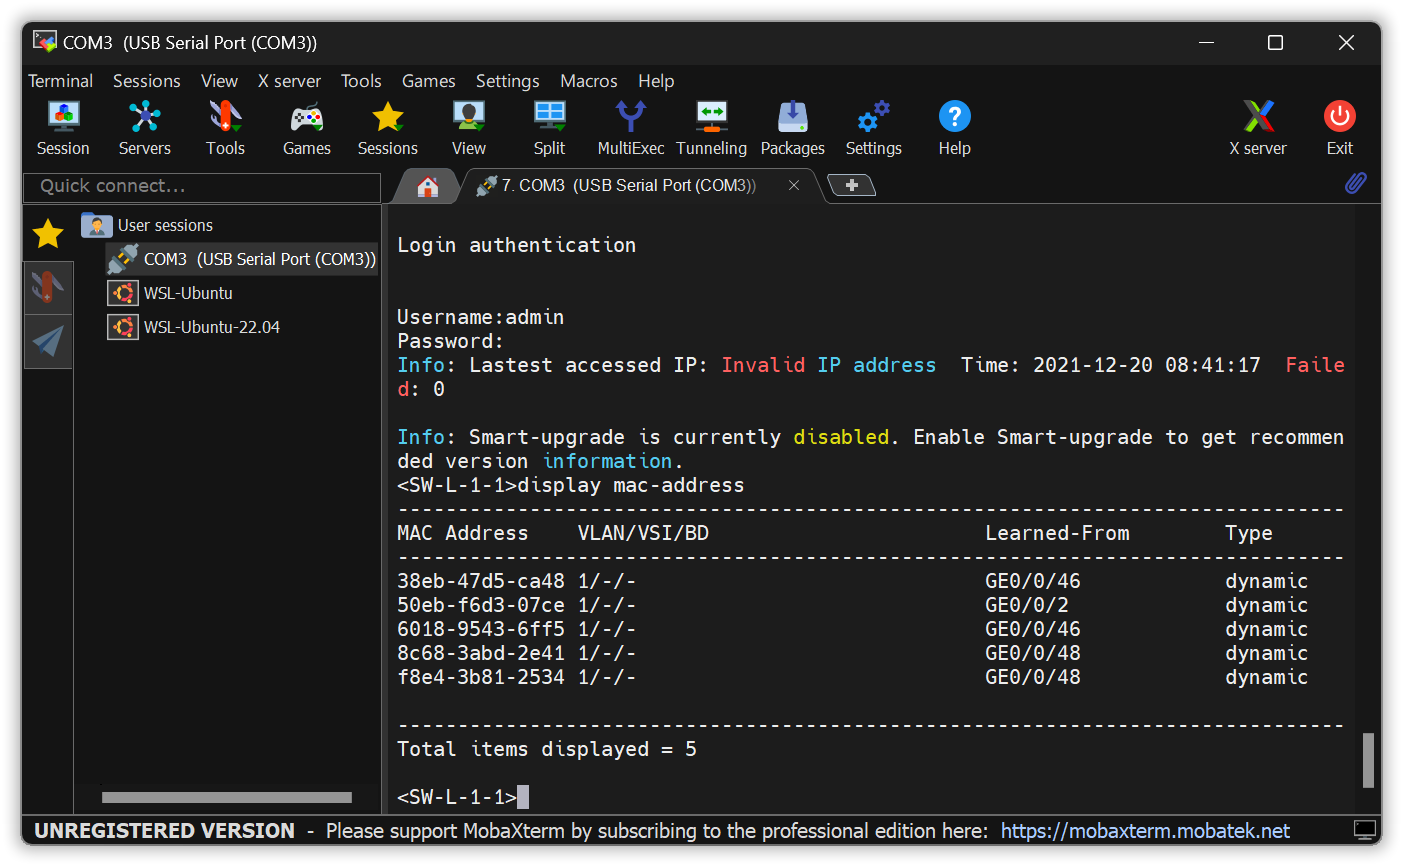 COM3  (USB Serial Port (COM3))
Terminal Sessions View X server Tools Games Settings Macros Help
Session Servers Tools Games Sessions View Split MultiExec Tunneling Packages Settings Help X server Exit
Quick connect...
7. COM3  (USB Serial Port (COM3))
User sessions
COM3  (USB Serial Port (COM3))
WSL-Ubuntu
WSL-Ubuntu-22.04
Login authentication
Username:admin
Password:
Info: Lastest accessed IP: Invalid IP address  Time: 2021-12-20 08:41:17  Faile
d: 0
Info: Smart-upgrade is currently disabled. Enable Smart-upgrade to get recommen
ded version information.
<SW-L-1-1>display mac-address
-------------------------------------------------------------------------------
MAC Address    VLAN/VSI/BD                       Learned-From        Type
-------------------------------------------------------------------------------
38eb-47d5-ca48 1/-/-                             GE0/0/46            dynamic
50eb-f6d3-07ce 1/-/-                             GE0/0/2             dynamic
6018-9543-6ff5 1/-/-                             GE0/0/46            dynamic
8c68-3abd-2e41 1/-/-                             GE0/0/48            dynamic
f8e4-3b81-2534 1/-/-                             GE0/0/48            dynamic
-------------------------------------------------------------------------------
Total items displayed = 5
<SW-L-1-1>
UNREGISTERED VERSION  -  Please support MobaXterm by subscribing to the professional edition here:  https://mobaxterm.mobatek.net